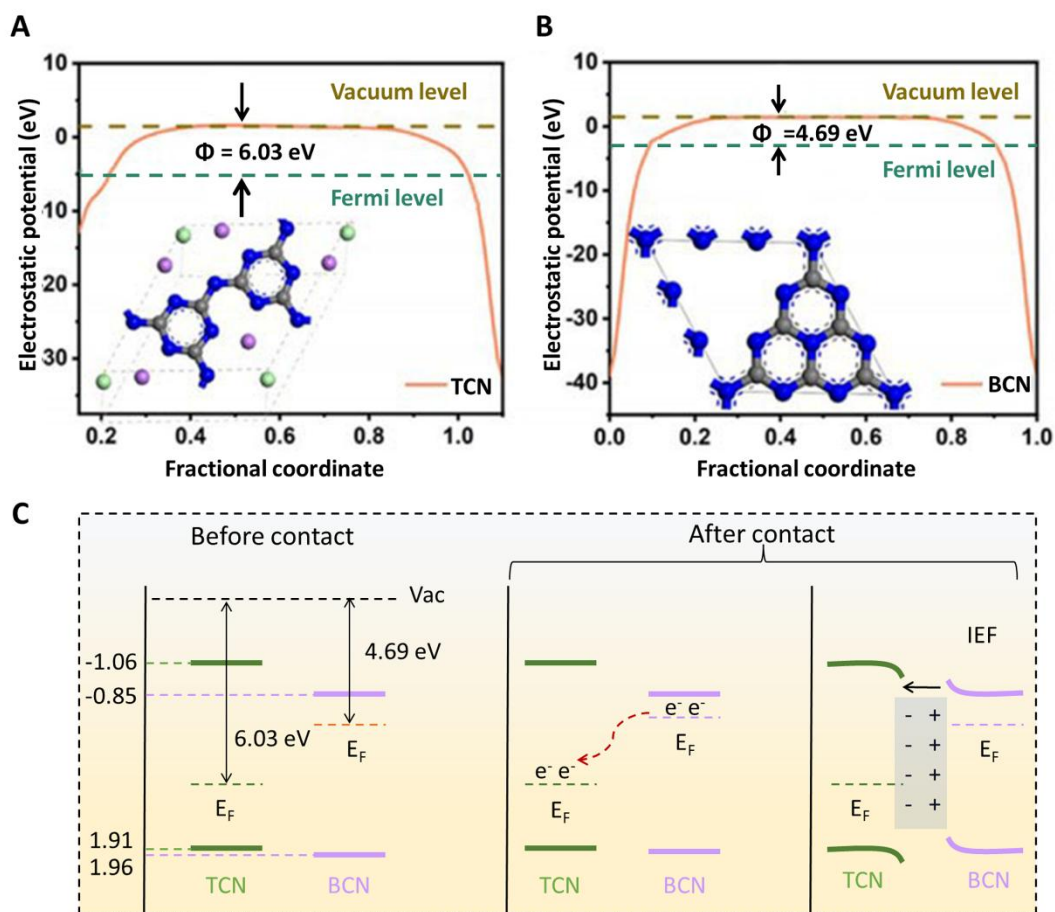 A
10
0
-10
-20
-30
Electrostatic potential (eV)
Vacuum level
Φ = 6.03 eV
Fermi level
TCN
0.2 0.4 0.6 0.8 1.0
Fractional coordinate
B
10
0
-10
-20
-30
-40
Electrostatic potential (eV)
Vacuum level
Φ =4.69 eV
Fermi level
BCN
0.0 0.2 0.4 0.6 0.8 1.0
Fractional coordinate
C
Before contact
Vac
-1.06
-0.85
4.69 eV
6.03 eV
E_F
E_F
1.91
1.96
TCN
BCN
After contact
e⁻ e⁻
E_F
e⁻ e⁻
E_F
TCN
BCN
IEF
- +
- +
- +
- +
E_F
E_F
TCN
BCN